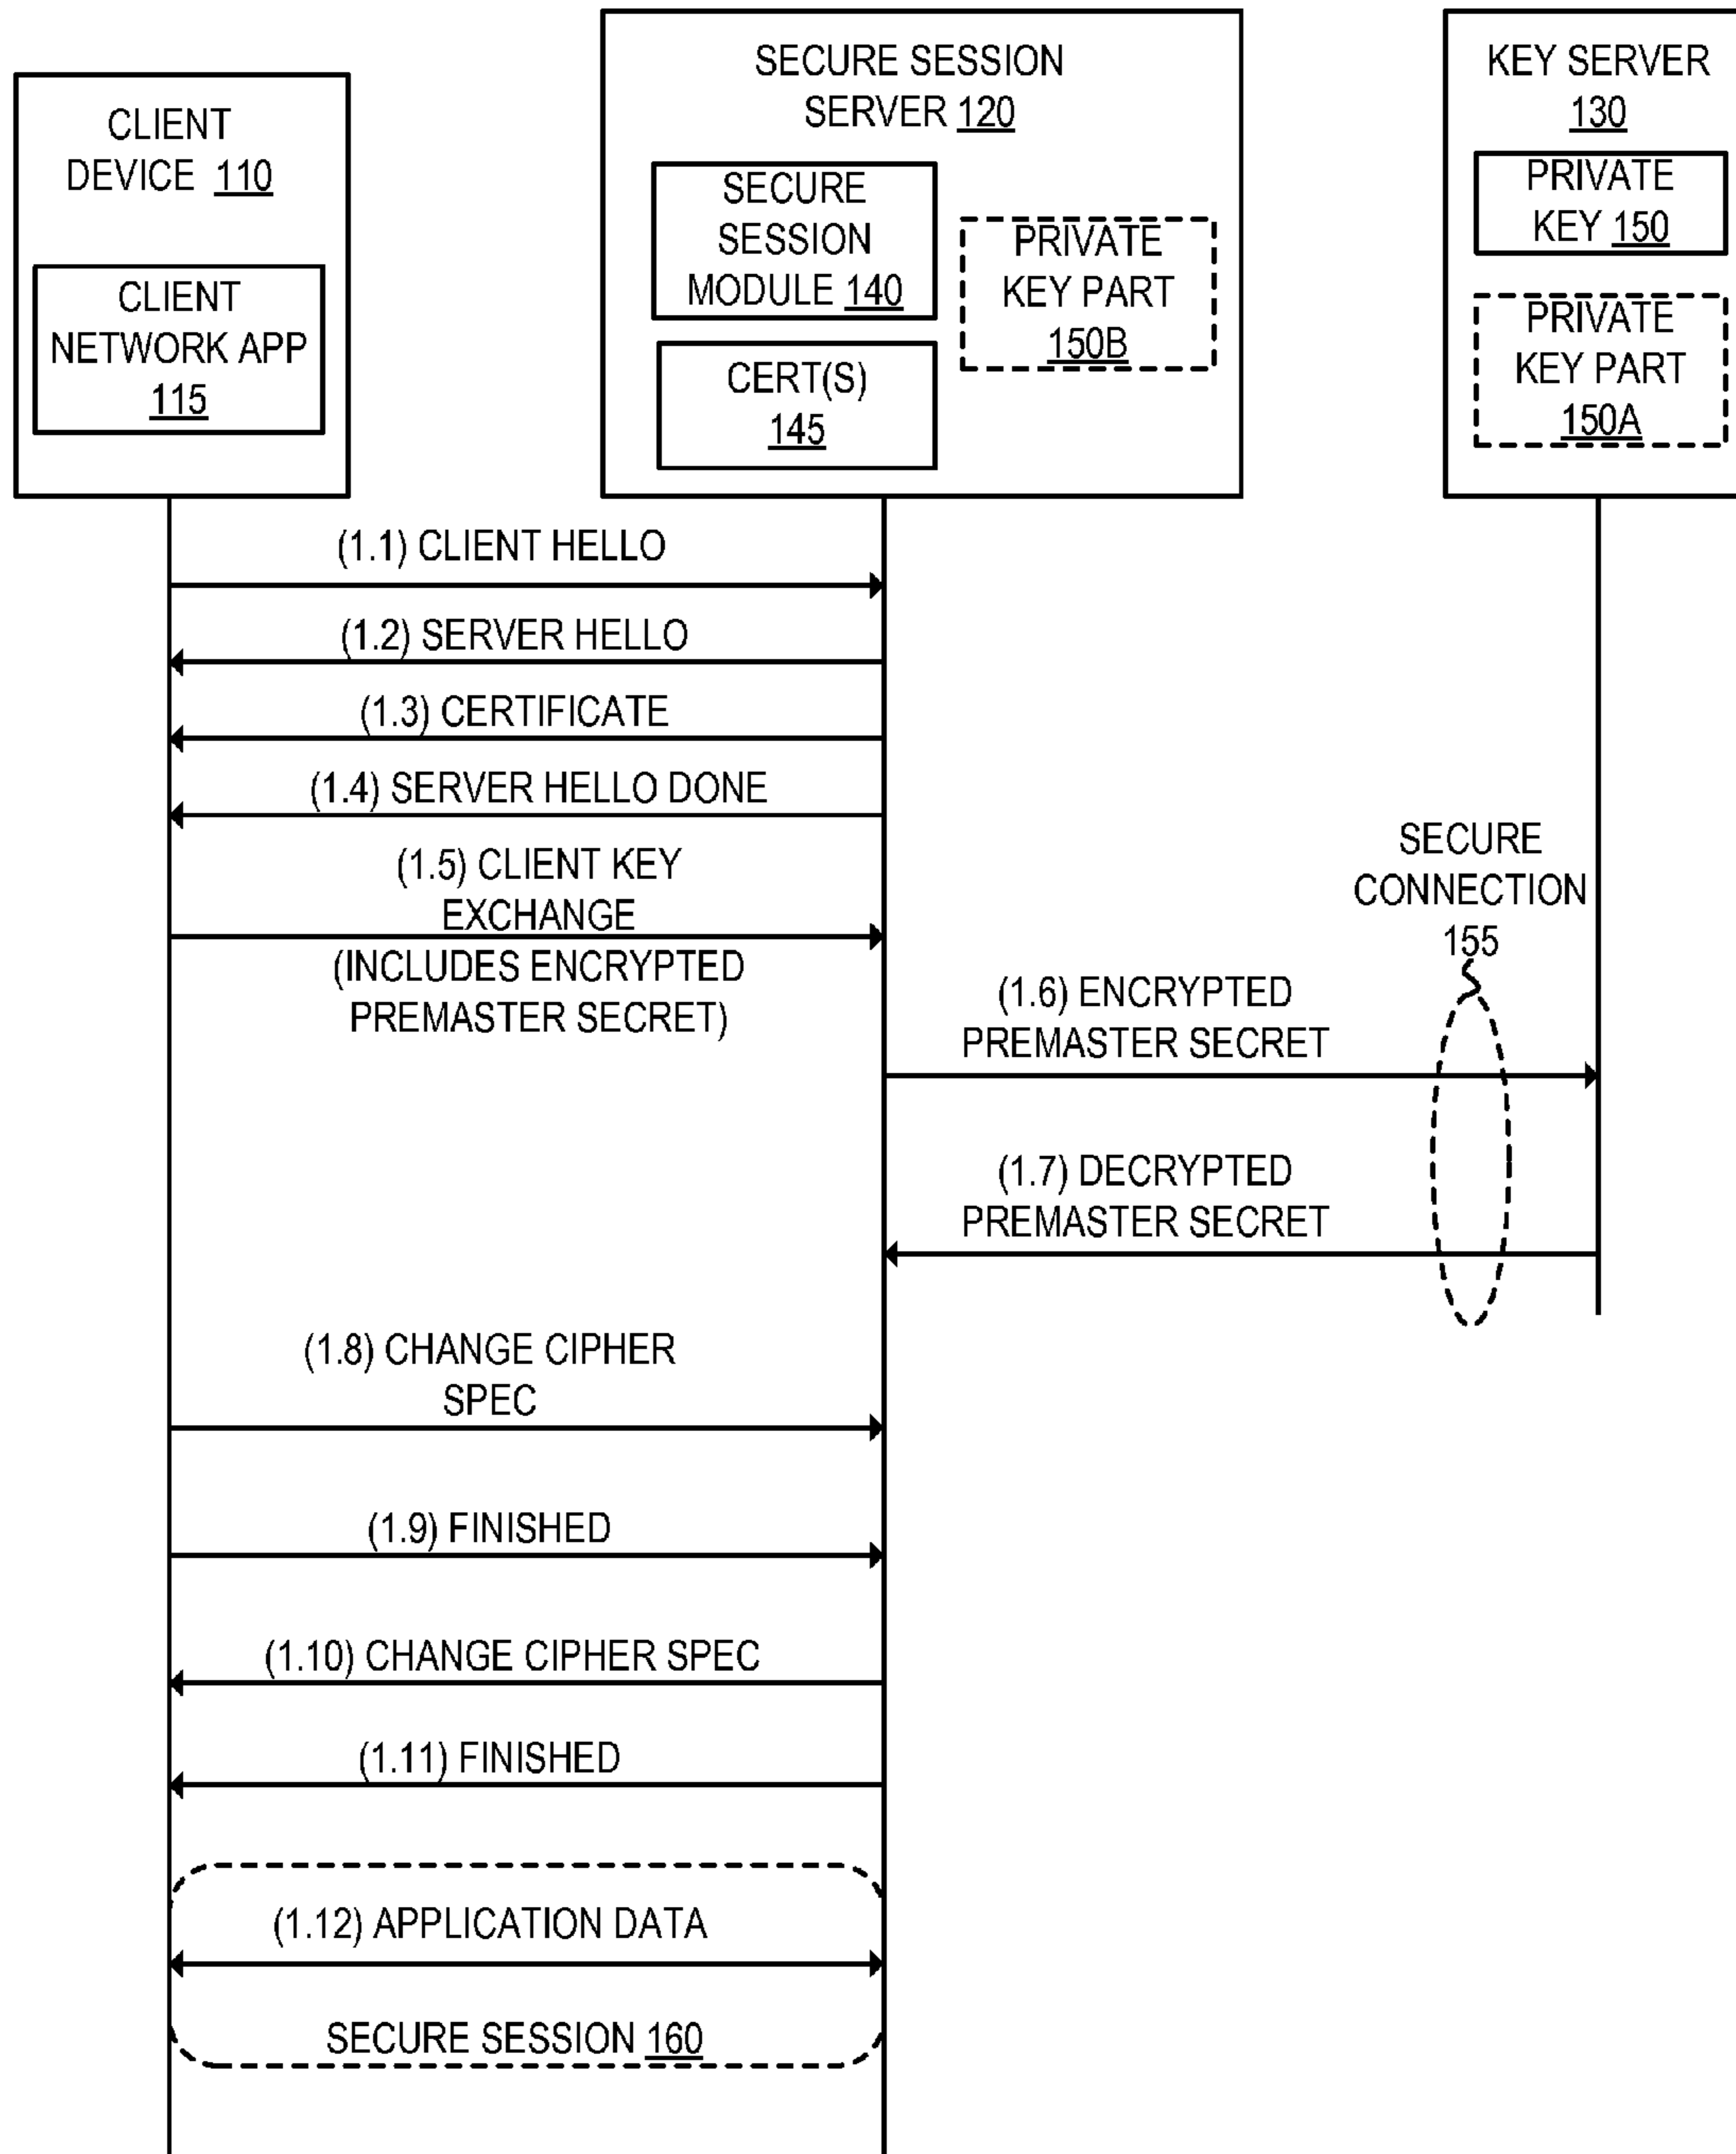 CLIENT
DEVICE 110
CLIENT
NETWORK APP
115
SECURE SESSION
SERVER 120
SECURE
SESSION
MODULE 140
CERT(S)
145
PRIVATE
KEY PART
150B
KEY SERVER
130
PRIVATE
KEY 150
PRIVATE
KEY PART
150A
(1.1) CLIENT HELLO
(1.2) SERVER HELLO
(1.3) CERTIFICATE
(1.4) SERVER HELLO DONE
(1.5) CLIENT KEY
EXCHANGE
(INCLUDES ENCRYPTED
PREMASTER SECRET)
SECURE
CONNECTION
155
(1.6) ENCRYPTED
PREMASTER SECRET
(1.7) DECRYPTED
PREMASTER SECRET
(1.8) CHANGE CIPHER
SPEC
(1.9) FINISHED
(1.10) CHANGE CIPHER SPEC
(1.11) FINISHED
(1.12) APPLICATION DATA
SECURE SESSION 160